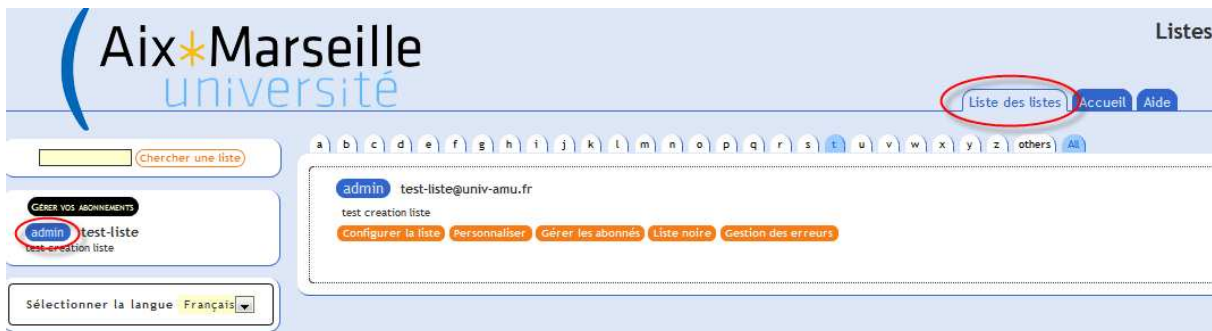 Aix*Marseille
université
Listes
Liste des listes Accueil Aide
Chercher une liste
a b c d e f g h i j k l m n o p q r s t u v w x y z others All
admin test-liste@univ-amu.fr
test creation liste
Configurer la liste Personnaliser Gérer les abonnés Liste noire Gestion des erreurs
GÉRER VOS ABONNEMENTS
admin test-liste
test creation liste
Sélectionner la langue Français